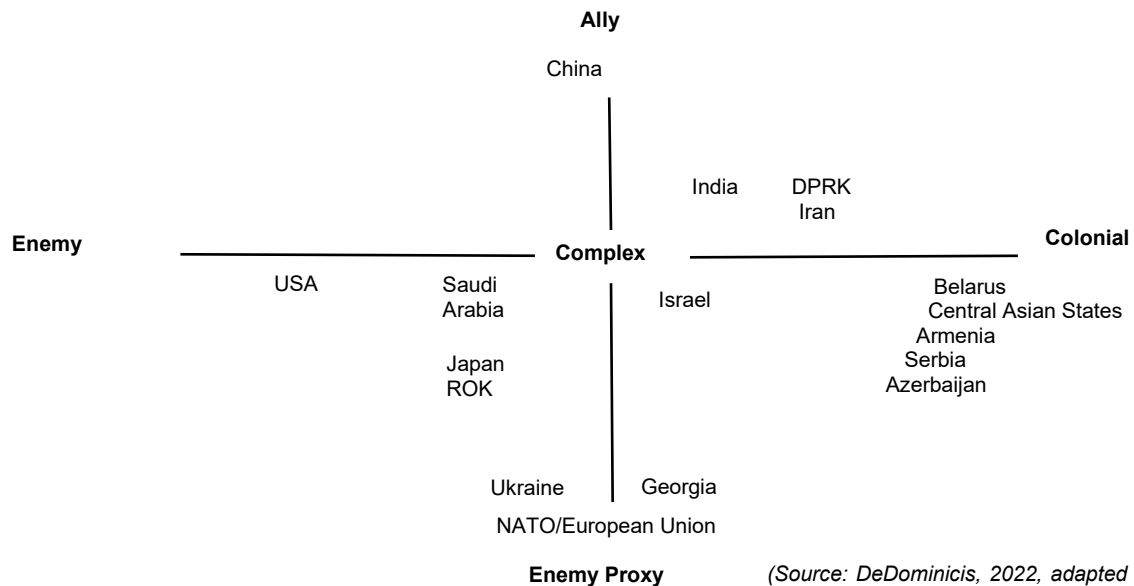 Ally
China
India DPRK
Iran
Enemy Complex Colonial
USA Saudi Arabia Israel Belarus
Central Asian States
Armenia
Japan Serbia
ROK Azerbaijan
Ukraine Georgia
NATO/European Union
Enemy Proxy (Source: DeDominicis, 2022, adapted